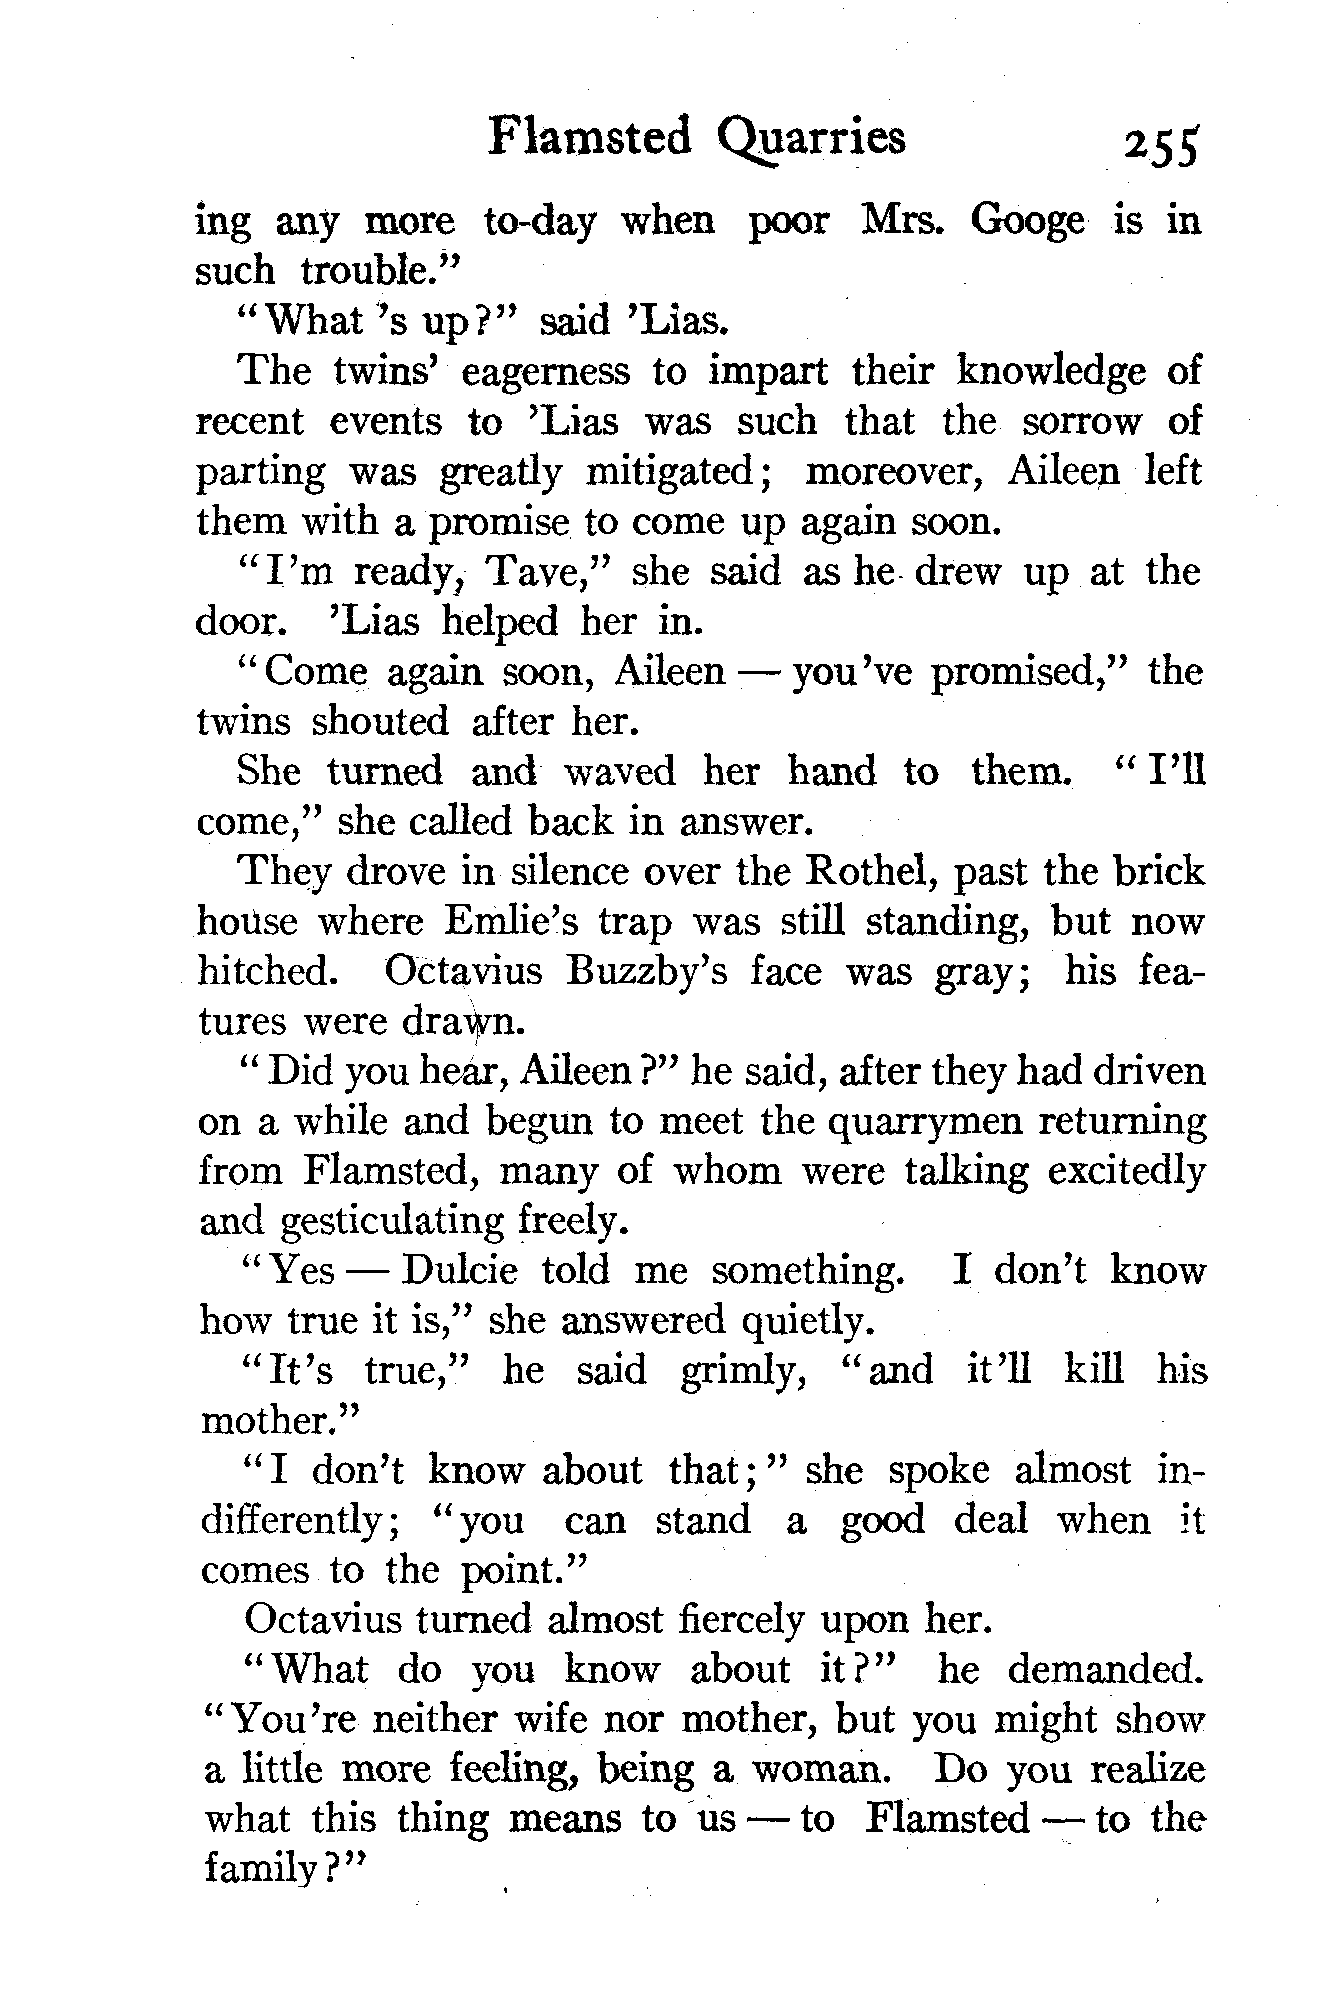 Flamsted Quarries 255
ing any more to-day when poor Mrs. Googe is in
such trouble."
"What 's up?" said 'Lias.
The twins' eagerness to impart their knowledge of
recent events to 'Lias was such that the sorrow of
parting was greatly mitigated; moreover, Aileen left
them with a promise to come up again soon.
"I'm ready, Tave," she said as he drew up at the
door. 'Lias helped her in.
"Come again soon, Aileen — you've promised," the
twins shouted after her.
She turned and waved her hand to them. "I'll
come," she called back in answer.
They drove in silence over the Rothel, past the brick
house where Emlie's trap was still standing, but now
hitched. Octavius Buzzby's face was gray; his fea-
tures were drawn.
"Did you hear, Aileen?" he said, after they had driven
on a while and begun to meet the quarrymen returning
from Flamsted, many of whom were talking excitedly
and gesticulating freely.
"Yes — Dulcie told me something. I don't know
how true it is," she answered quietly.
"It's true," he said grimly, "and it'll kill his
mother."
"I don't know about that;" she spoke almost in-
differently; "you can stand a good deal when it
comes to the point."
Octavius turned almost fiercely upon her.
"What do you know about it?" he demanded.
"You're neither wife nor mother, but you might show
a little more feeling, being a woman. Do you realize
what this thing means to us — to Flamsted — to the
family?"